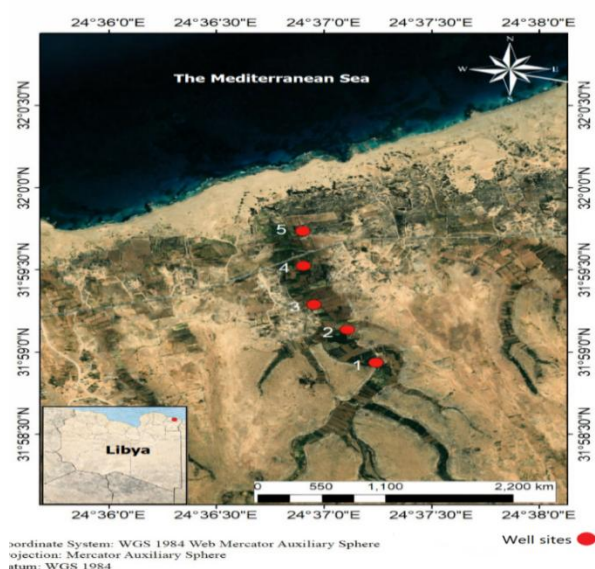 24°36'0"E 24°36'30"E 24°37'0"E 24°37'30"E 24°38'0"E
N
W E
S
The Mediterranean Sea
32°0'30"N 32°0'30"N
32°0'0"N 32°0'0"N
5
31°59'30"N 4 31°59'30"N
3
2
31°59'0"N 1 31°59'0"N
31°58'30"N 31°58'30"N
Libya
0 550 1,100 2,200 km
24°36'0"E 24°36'30"E 24°37'0"E 24°37'30"E 24°38'0"E
Well sites
oordinate System: WGS 1984 Web Mercator Auxiliary Sphere
rojection: Mercator Auxiliary Sphere
atum: WGS 1984